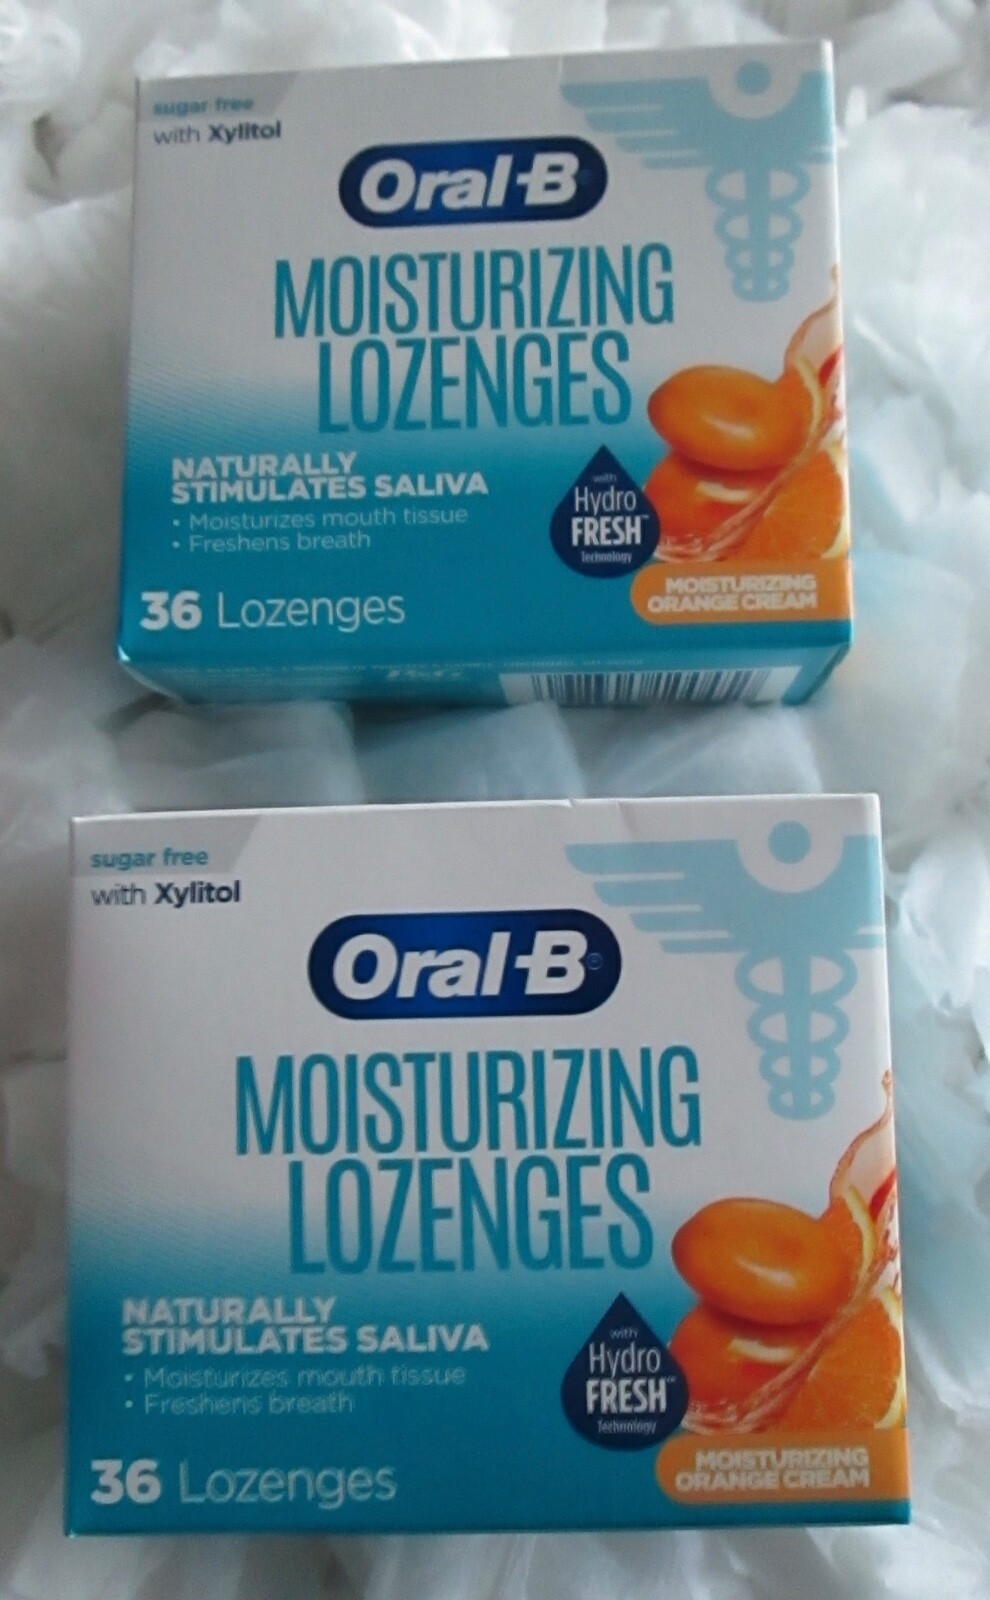 sugar free
with Xylitol
Oral-B
MOISTURIZING
LOZENGES
NATURALLY
STIMULATES SALIVA
• Moisturizes mouth tissue
• Freshens breath
with
Hydro
FRESH™
Technology
36 Lozenges
MOISTURIZING
ORANGE CREAM
P&G
sugar free
with Xylitol
Oral-B®
MOISTURIZING
LOZENGES
NATURALLY
STIMULATES SALIVA
• Moisturizes mouth tissue
• Freshens breath
with
Hydro
FRESH™
Technology
36 Lozenges
MOISTURIZING
ORANGE CREAM